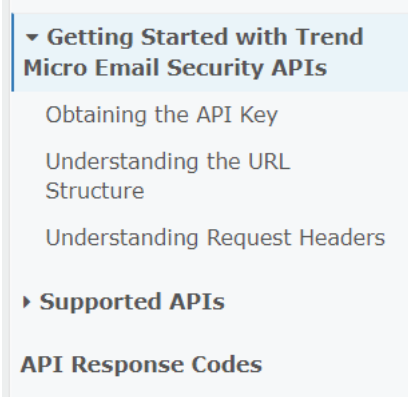 Getting Started with Trend
Micro Email Security APIs
Obtaining the API Key
Understanding the URL
Structure
Understanding Request Headers
Supported APIs
API Response Codes